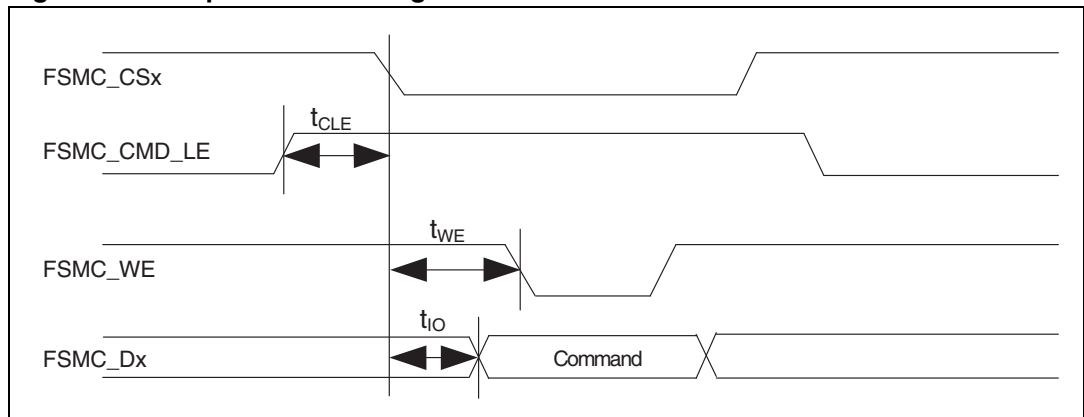 FSMC_CSx
tCLE
FSMC_CMD_LE
tWE
FSMC_WE
tIO
FSMC_Dx
Command